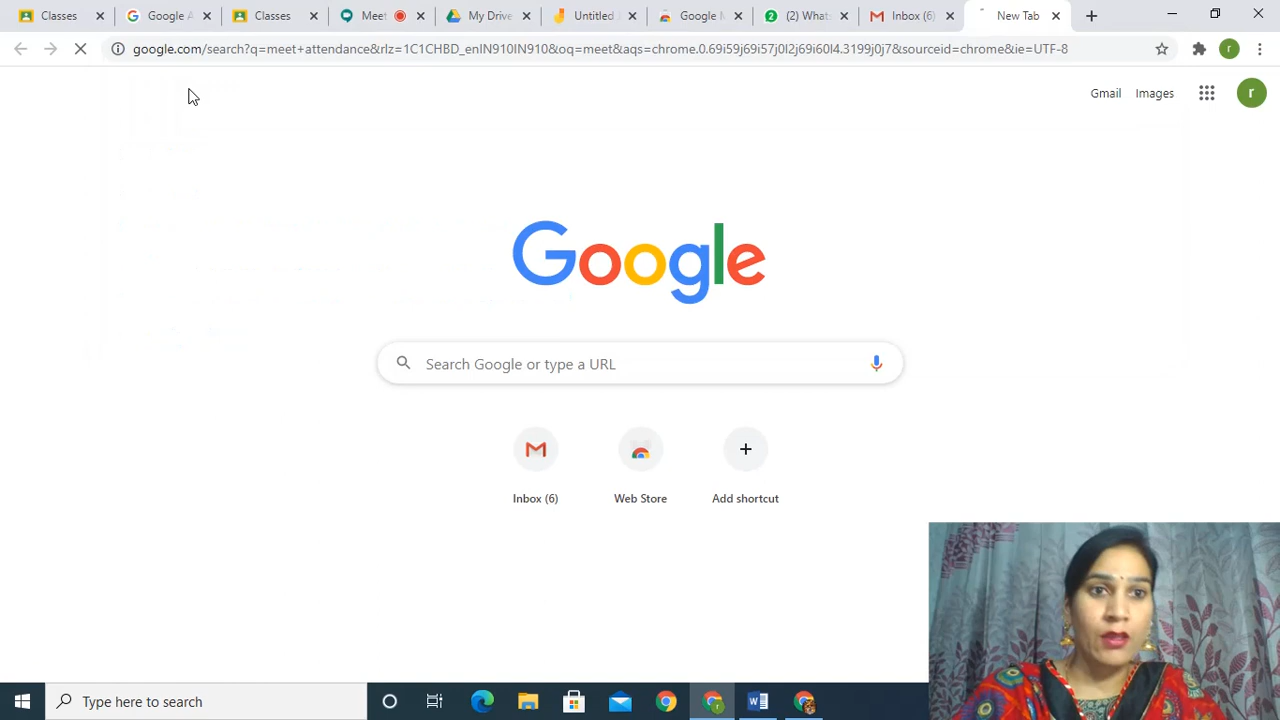 Classes
Google A
Classes
Meet
My Drive
Untitled J
Google M
(2) Whats
Inbox (6)
New Tab
google.com/search?q=meet+attendance&rlz=1C1CHBD_enIN910IN910&oq=meet&aqs=chrome.0.69i59j69i57j0l2j69i60l4.3199j0j7&sourceid=chrome&ie=UTF-8
r
Gmail
Images
r
Google
Search Google or type a URL
Inbox (6)
Web Store
Add shortcut
Type here to search